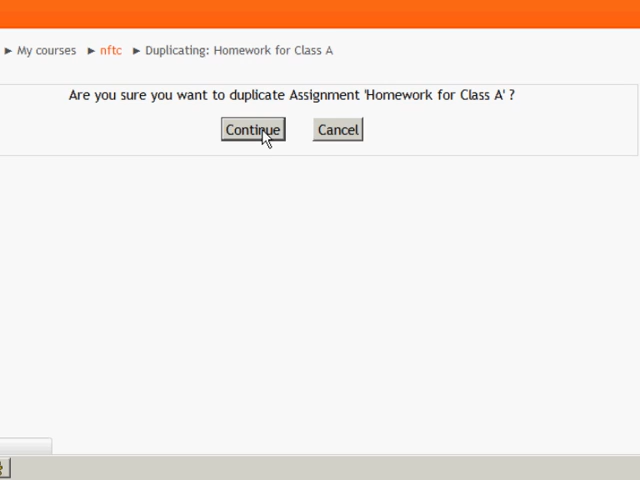 ► My courses ► nftc ► Duplicating: Homework for Class A
Are you sure you want to duplicate Assignment 'Homework for Class A' ?
Continue Cancel